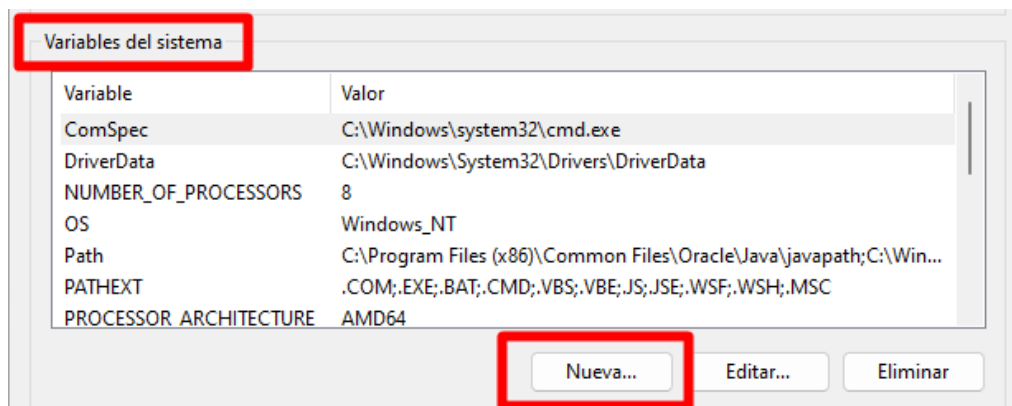 Variables del sistema
Variable Valor
ComSpec C:\Windows\system32\cmd.exe
DriverData C:\Windows\System32\Drivers\DriverData
NUMBER_OF_PROCESSORS 8
OS Windows_NT
Path C:\Program Files (x86)\Common Files\Oracle\Java\javapath;C:\Win...
PATHEXT .COM;.EXE;.BAT;.CMD;.VBS;.VBE;.JS;.JSE;.WSF;.WSH;.MSC
PROCESSOR_ARCHITECTURE AMD64
Nueva... Editar... Eliminar